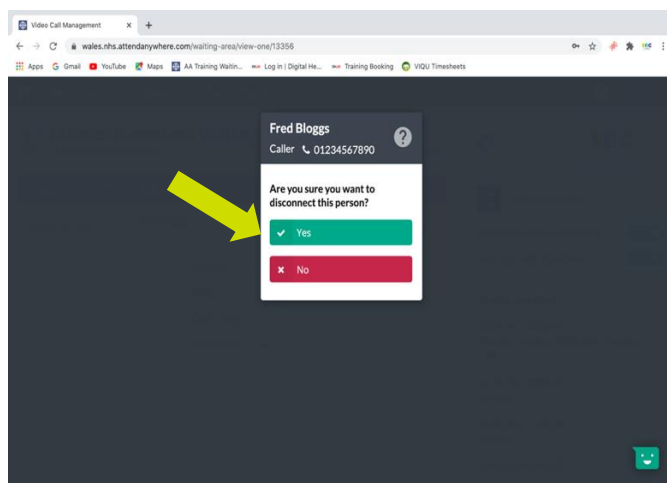 Video Call Management
wales.nhs.attendanywhere.com/waiting-area/view-one/13356
Apps Gmail YouTube Maps AA Training Waitin... Log in | Digital He... Training Booking VIQU Timesheets
Fred Bloggs
Caller 01234567890
Are you sure you want to
disconnect this person?
Yes
No